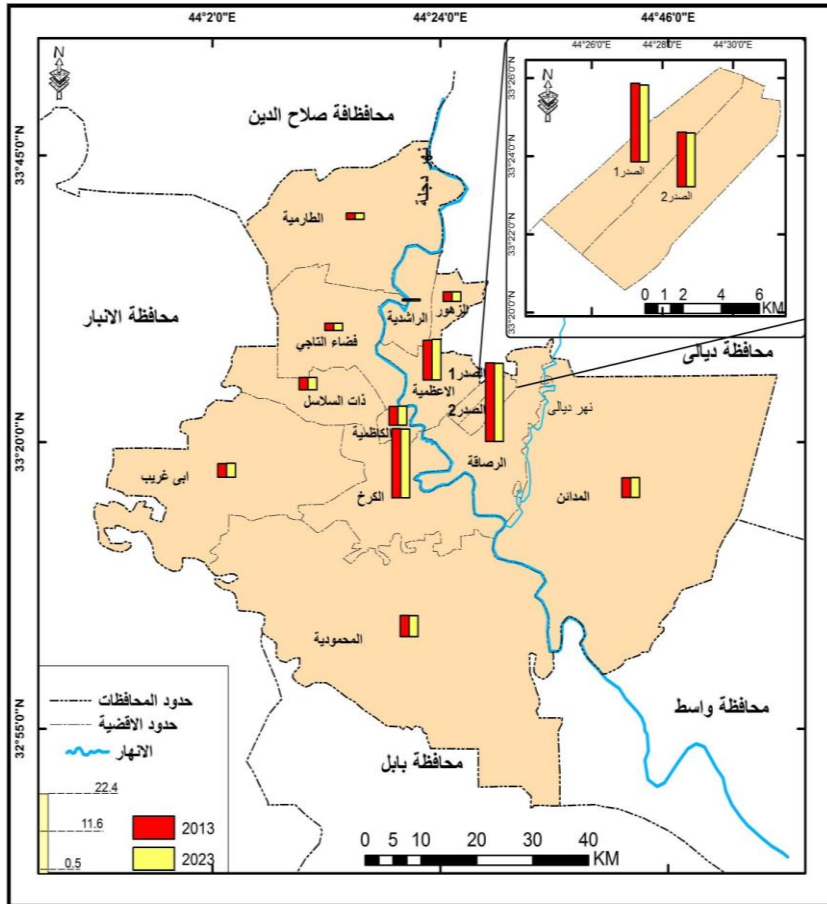 44°2'0"E
44°24'0"E
44°46'0"E
44°26'0"E
44°28'0"E
44°30'0"E
N
N
33°26'0"N
33°24'0"N
33°22'0"N
33°20'0"N
الصدر1
الصدر2
0 1 2 4 6
KM
33°45'0"N
33°20'0"N
32°55'0"N
محافظافة صلاح الدين
نهر دجلة
الطارمية
الزهور
الراشدية
محافظة الانبار
قضاء التاجي
محافظة ديالى
الصدر1
الاعظمية
ذات السلاسل
الصدر2
نهر ديالى
الكاظمية
الرصافة
ابى غريب
الكرخ
المدائن
المحمودية
محافظة واسط
محافظة بابل
حدود المحافظات
حدود الاقضية
الانهار
22.4
11.6
0.5
2013
2023
0 5 10 20 30 40
KM